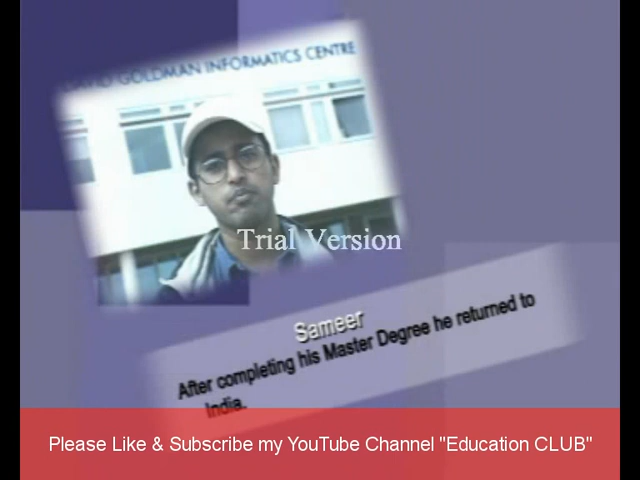 DAVID GOLDMAN INFORMATICS CENTRE
Trial Version
Sameer
After completing his Master Degree he returned to
India.
Please Like & Subscribe my YouTube Channel "Education CLUB"